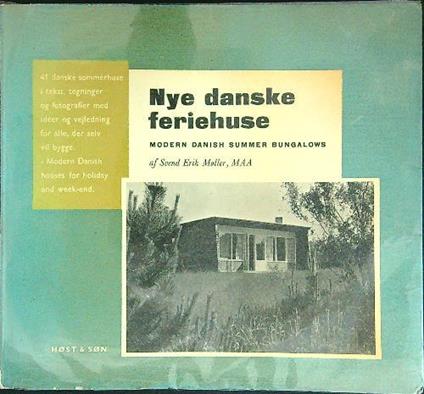 41 danske sommerhuse
i tekst, tegninger
og fotografier med
ideer og vejledning
for alle, der selv
vil bygge.
- Modern Danish
houses for holiday
and week-end.
Nye danske
feriehuse
MODERN DANISH SUMMER BUNGALOWS
af Svend Erik Møller, MAA
HØST & SØN